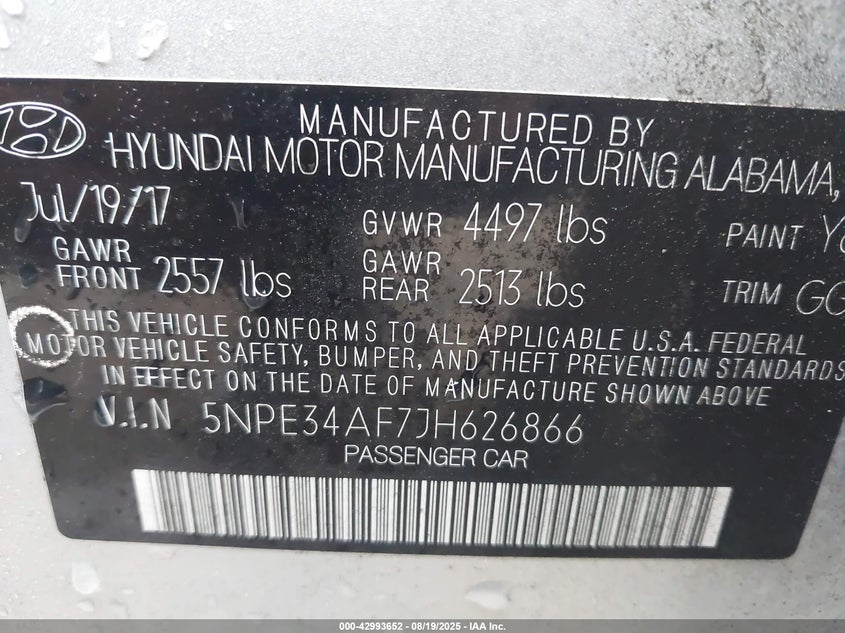 MANUFACTURED BY
HYUNDAI MOTOR MANUFACTURING ALABAMA,
Jul/19/17 GVWR 4497 lbs PAINT
GAWR FRONT 2557 lbs GAWR REAR 2513 lbs TRIM
THIS VEHICLE CONFORMS TO ALL APPLICABLE U.S.A. FEDERAL
MOTOR VEHICLE SAFETY, BUMPER, AND THEFT PREVENTION STANDARDS
IN EFFECT ON THE DATE OF MANUFACTURE SHOWN ABOVE
V.I.N 5NPE34AF7JH626866
PASSENGER CAR
000-42993652 - 08/19/2025 - IAA Inc.